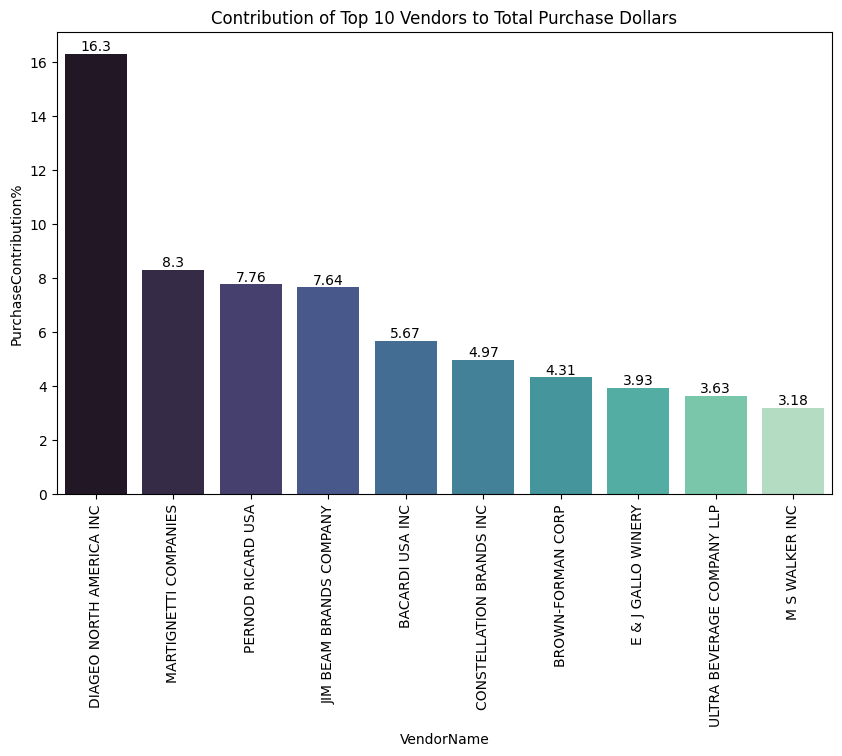 Contribution of Top 10 Vendors to Total Purchase Dollars
PurchaseContribution%
16
14
12
10
8
6
4
2
0
16.3
8.3
7.76
7.64
5.67
4.97
4.31
3.93
3.63
3.18
DIAGEO NORTH AMERICA INC
MARTIGNETTI COMPANIES
PERNOD RICARD USA
JIM BEAM BRANDS COMPANY
BACARDI USA INC
CONSTELLATION BRANDS INC
BROWN-FORMAN CORP
E & J GALLO WINERY
ULTRA BEVERAGE COMPANY LLP
M S WALKER INC
VendorName